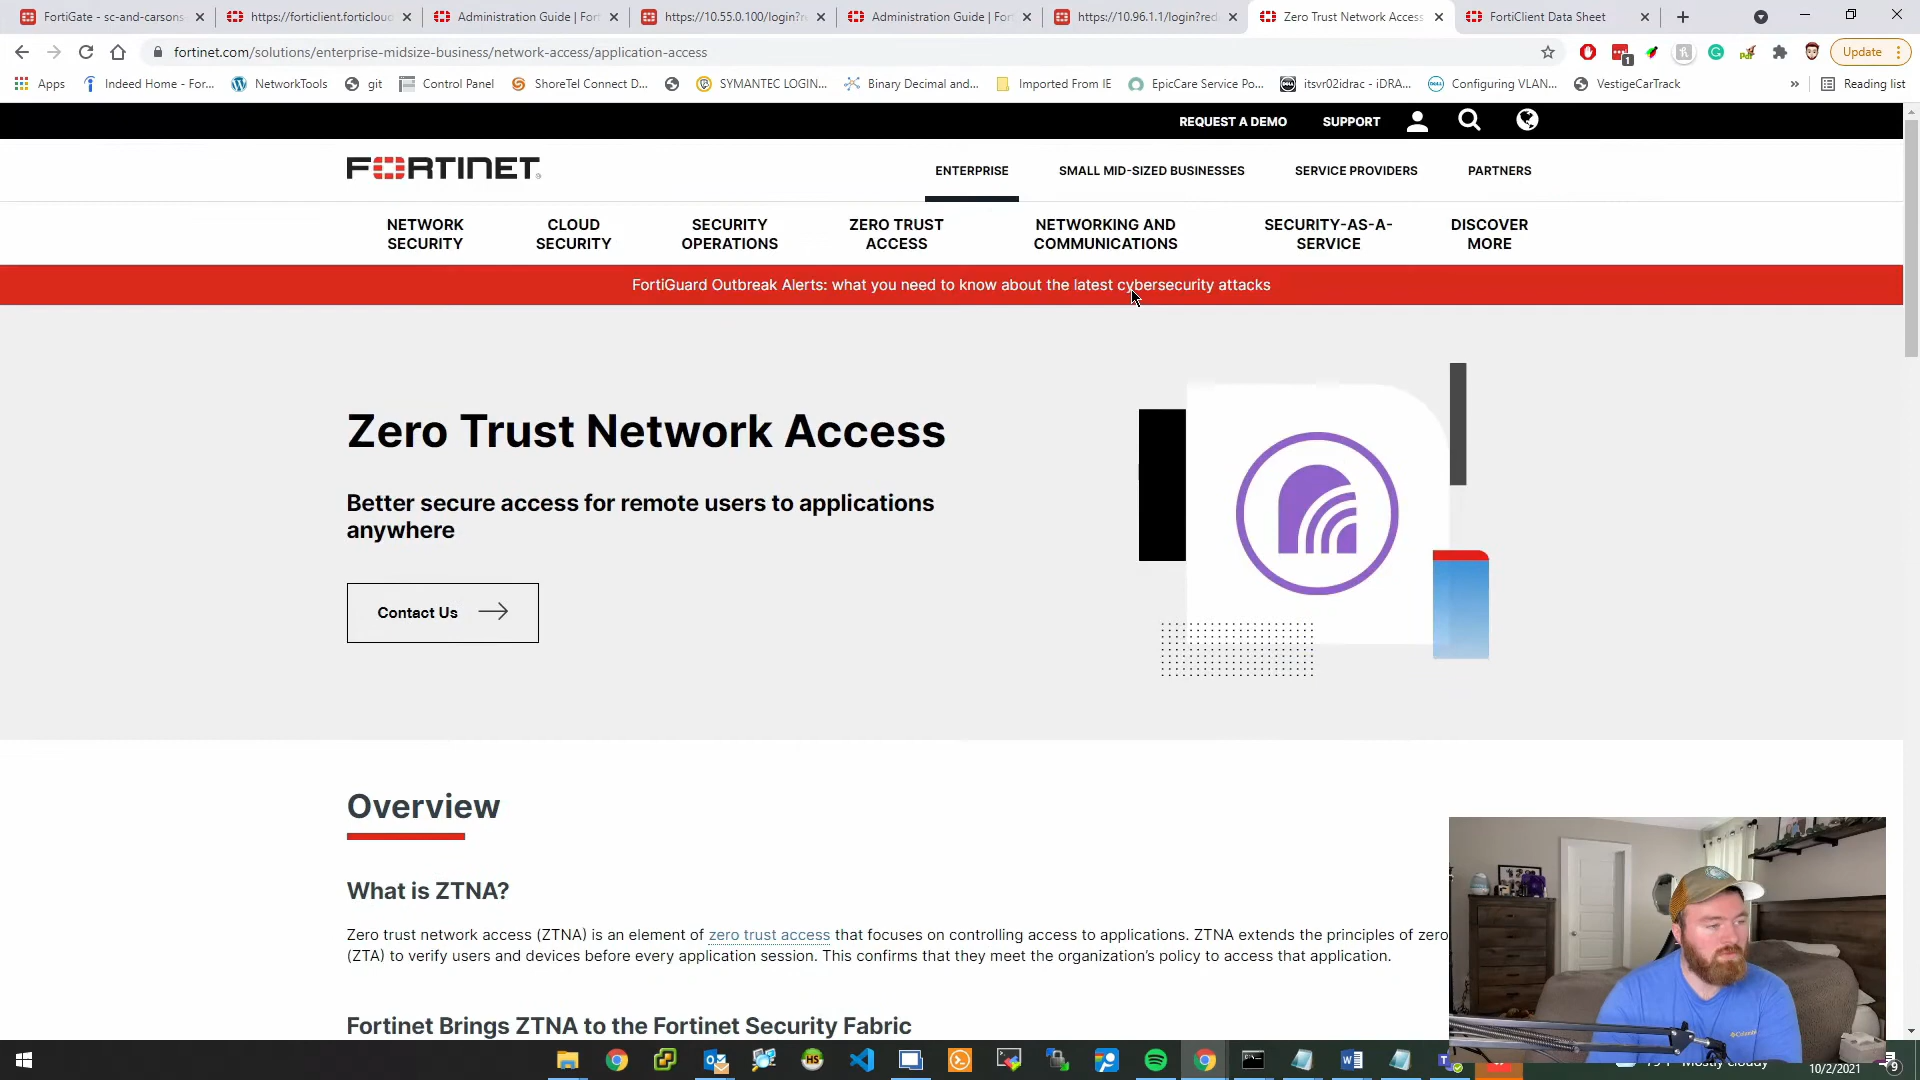 FortiGate - sc-and-carsons-
https://forticlient.forticlou
Administration Guide | For
https://10.55.0.100/login?r
Administration Guide | For
https://10.96.1.1/login?red
Zero Trust Network Access
FortiClient Data Sheet
fortinet.com/solutions/enterprise-midsize-business/network-access/application-access
Update
Apps
Indeed Home - For...
NetworkTools
git
Control Panel
ShoreTel Connect D...
SYMANTEC LOGIN...
Binary Decimal and...
Imported From IE
EpicCare Service Po...
itsvr02idrac - iDRA...
Configuring VLAN...
VestigeCarTrack
Reading list
REQUEST A DEMO
SUPPORT
FORTINET
ENTERPRISE
SMALL MID-SIZED BUSINESSES
SERVICE PROVIDERS
PARTNERS
NETWORK
SECURITY
CLOUD
SECURITY
SECURITY
OPERATIONS
ZERO TRUST
ACCESS
NETWORKING AND
COMMUNICATIONS
SECURITY-AS-A-
SERVICE
DISCOVER
MORE
FortiGuard Outbreak Alerts: what you need to know about the latest cybersecurity attacks
Zero Trust Network Access
Better secure access for remote users to applications
anywhere
Contact Us
Overview
What is ZTNA?
Zero trust network access (ZTNA) is an element of zero trust access that focuses on controlling access to applications. ZTNA extends the principles of zero
(ZTA) to verify users and devices before every application session. This confirms that they meet the organization's policy to access that application.
Fortinet Brings ZTNA to the Fortinet Security Fabric
10/2/2021
9